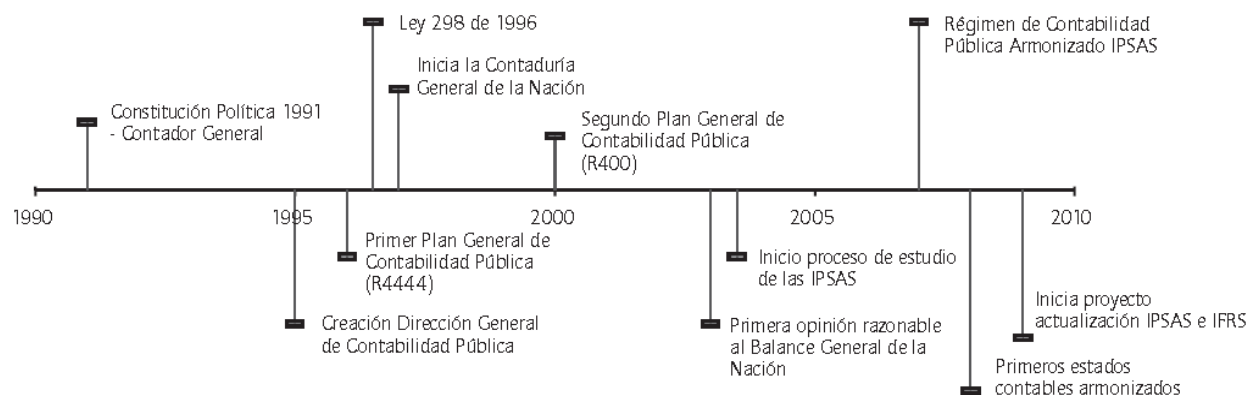 Ley 298 de 1996
Régimen de Contabilidad
Pública Armonizado IPSAS
Inicia la Contaduría
General de la Nación
Constitución Política 1991
- Contador General
Segundo Plan General de
Contabilidad Pública
(R400)
1990
1995
2000
2005
2010
Primer Plan General de
Contabilidad Pública
(R4444)
Inicio proceso de estudio
de las IPSAS
Creación Dirección General
de Contabilidad Pública
Primera opinión razonable
al Balance General de la
Nación
Inicia proyecto
actualización IPSAS e IFRS
Primeros estados
contables armonizados